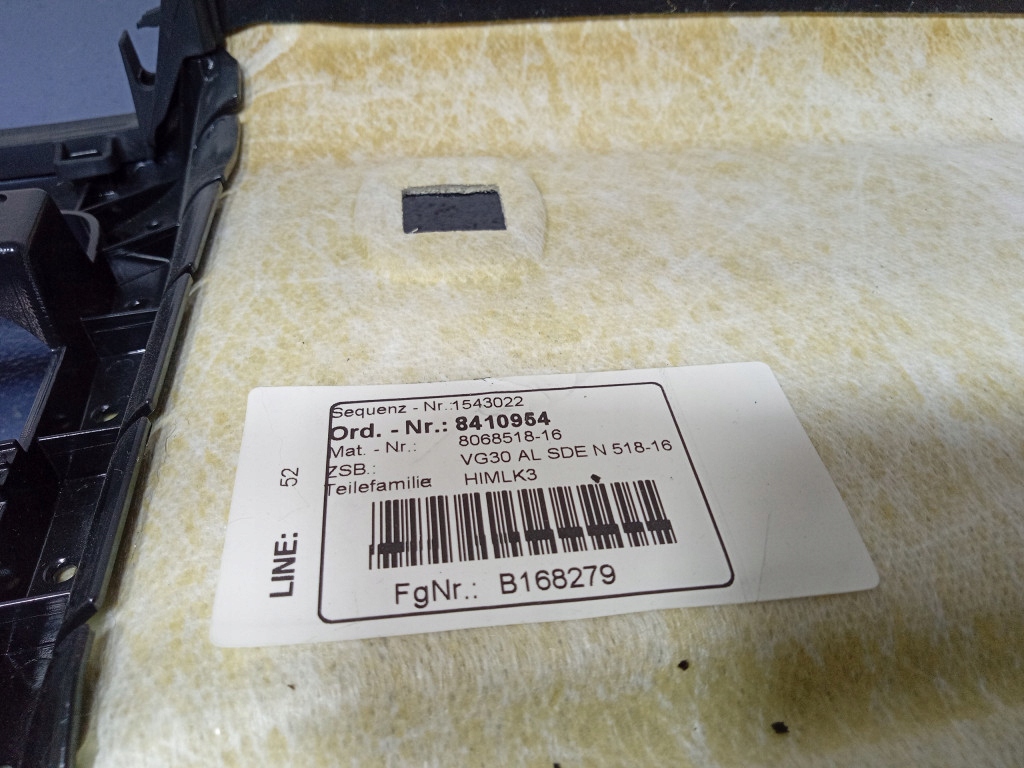 Sequenz - Nr.:1543022
Ord. - Nr.: 8410954
Mat. - Nr.: 8068518-16
ZSB.: VG30 AL SDE N 518-16
Teilefamilie HIMLK3
FgNr.: B168279
LINE: 52